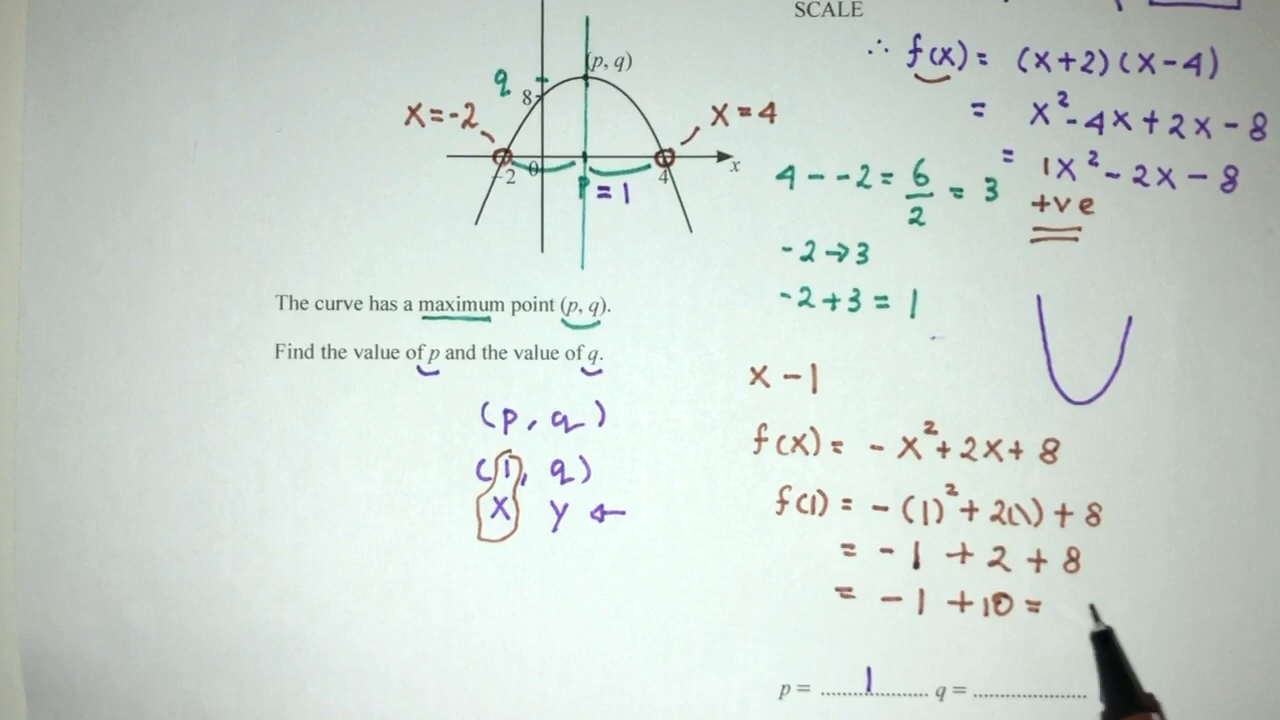 SCALE
∴ f(x) = (x+2)(x-4)
= x²-4x+2x-8
= 1x²-2x-8
+ve
(p, q)
q
8
x=-2
x=4
-2
0
4
x
p=1
4--2 = 6/2 = 3
-2→3
-2+3=1
The curve has a maximum point (p, q).
Find the value of p and the value of q.
(p, q)
(1, q)
x y ←
x-1
f(x) = -x²+2x+8
f(1) = -(1)²+2(1)+8
= -1+2+8
= -1+10=
p = ....1.... q = ........